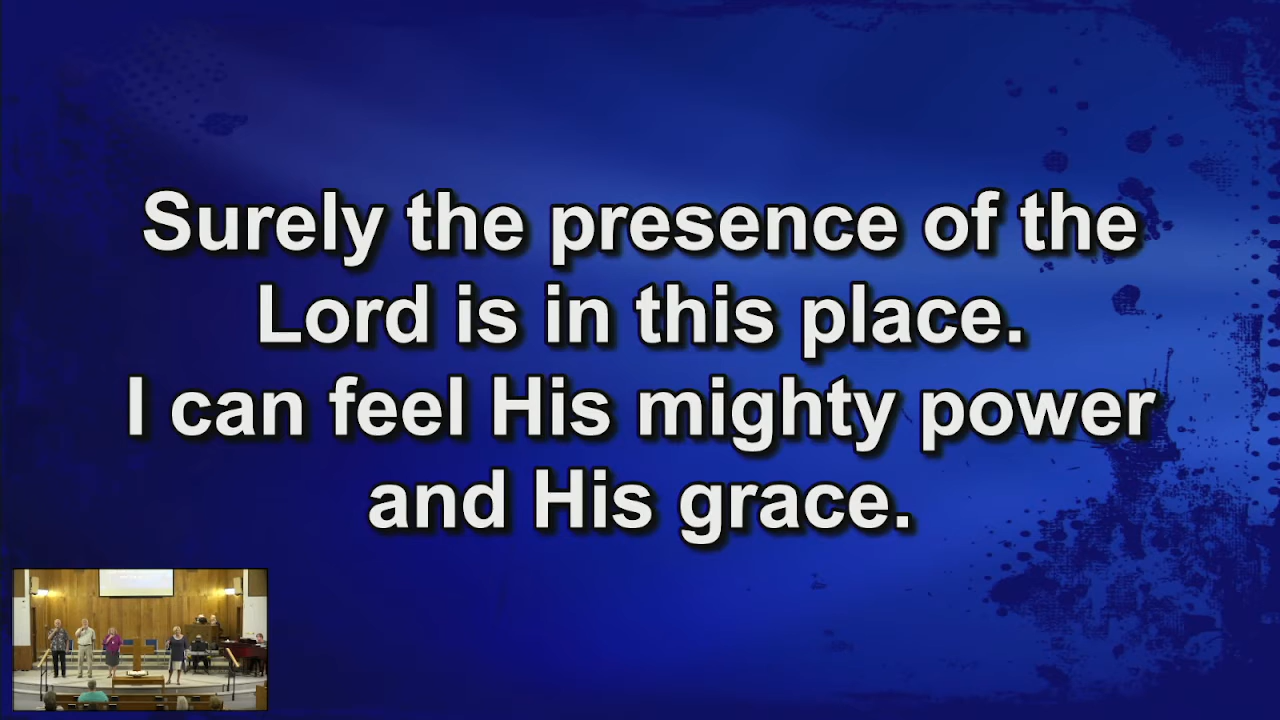 Surely the presence of the
Lord is in this place.
I can feel His mighty power
and His grace.